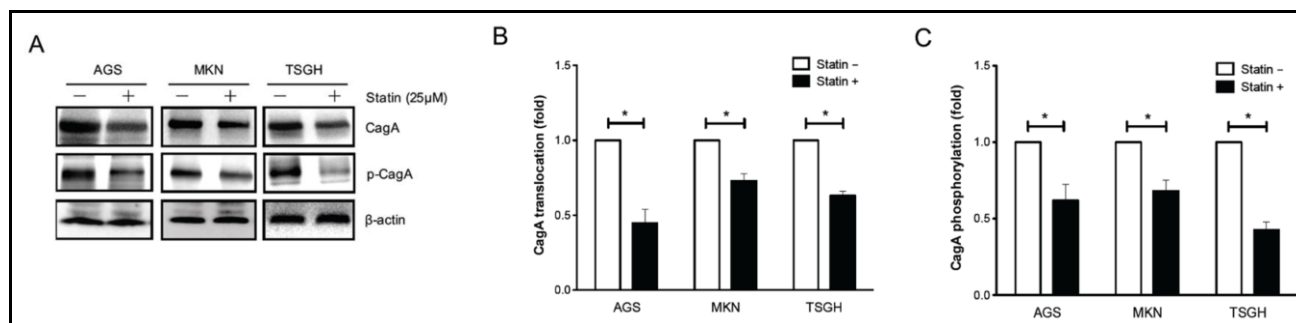 A
AGS MKN TSGH
− + − + − + Statin (25μM)
CagA
p-CagA
β-actin
B
Statin −
Statin +
CagA translocation (fold)
1.5
* * *
1.0
0.5
0.0
AGS MKN TSGH
C
Statin −
Statin +
CagA phosphorylation (fold)
1.5
* * *
1.0
0.5
0.0
AGS MKN TSGH